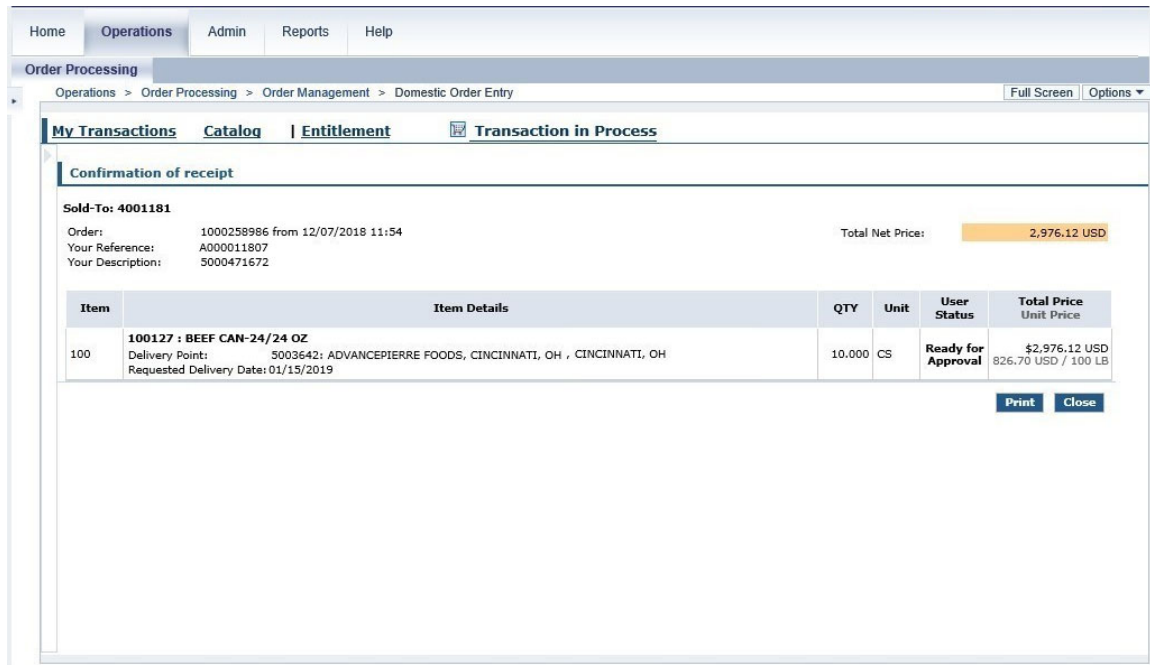 Home Operations Admin Reports Help
Order Processing
Operations > Order Processing > Order Management > Domestic Order Entry Full Screen Options
My Transactions Catalog | Entitlement Transaction in Process
Confirmation of receipt
Sold-To: 4001181
Order: 1000258986 from 12/07/2018 11:54 Total Net Price: 2,976.12 USD
Your Reference: A000011807
Your Description: 5000471672
Item Item Details QTY Unit User Status Total Price Unit Price
100127 : BEEF CAN-24/24 OZ
100 Delivery Point: 5003642: ADVANCEPIERRE FOODS, CINCINNATI, OH , CINCINNATI, OH 10.000 CS Ready for Approval $2,976.12 USD 826.70 USD / 100 LB
Requested Delivery Date: 01/15/2019
Print Close